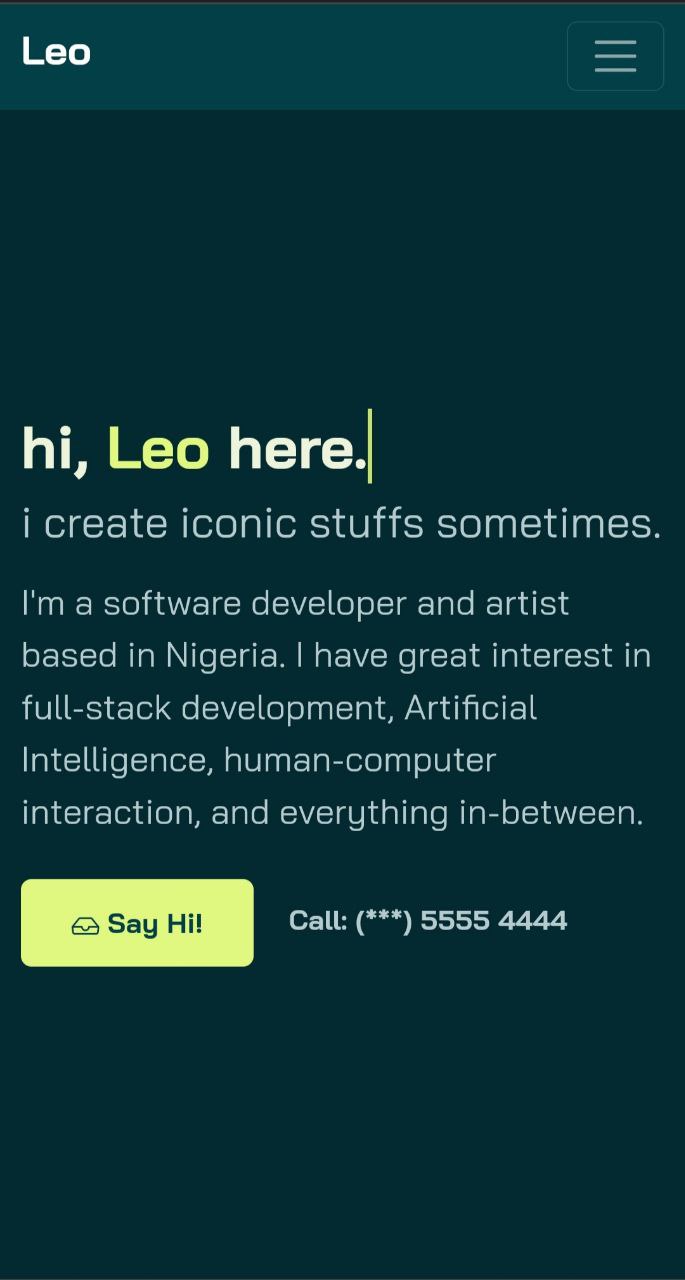 Leo
hi, Leo here.
i create iconic stuffs sometimes.
I'm a software developer and artist
based in Nigeria. I have great interest in
full-stack development, Artificial
Intelligence, human-computer
interaction, and everything in-between.
Say Hi!
Call: (***) 5555 4444